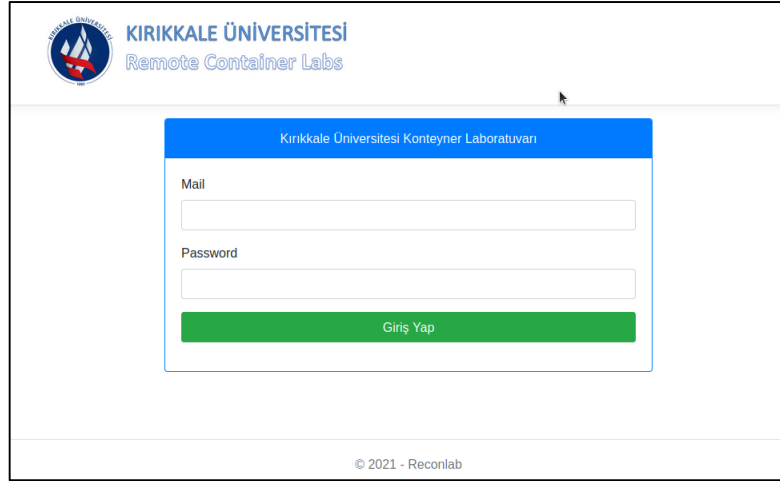 KIRIKKALE ÜNİVERSİTESİ
Remote Container Labs
Kırıkkale Üniversitesi Konteyner Laboratuvarı
Mail
Password
Giriş Yap
© 2021 - Reconlab